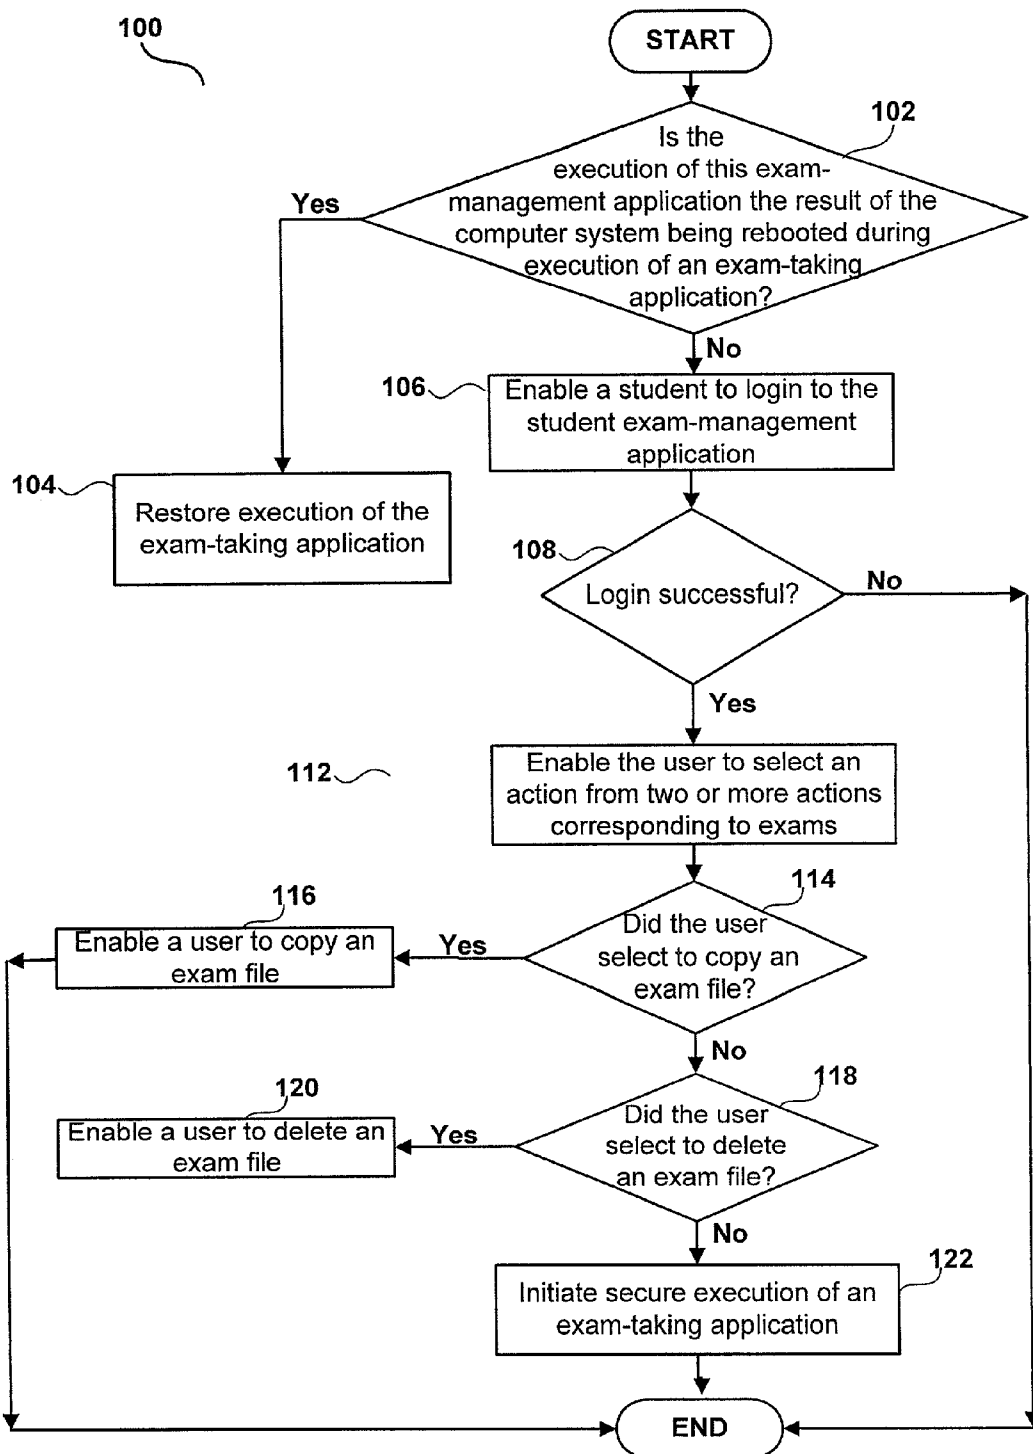 100
START
102
Is the
execution of this exam-
management application the result of the
computer system being rebooted during
execution of an exam-taking
application?
Yes
No
106
Enable a student to login to the
student exam-management
application
104
Restore execution of the
exam-taking application
108
Login successful?
No
Yes
112
Enable the user to select an
action from two or more actions
corresponding to exams
114
Did the user
select to copy an
exam file?
Yes
116
Enable a user to copy an
exam file
No
118
Did the user
select to delete
an exam file?
Yes
120
Enable a user to delete an
exam file
No
122
Initiate secure execution of an
exam-taking application
END